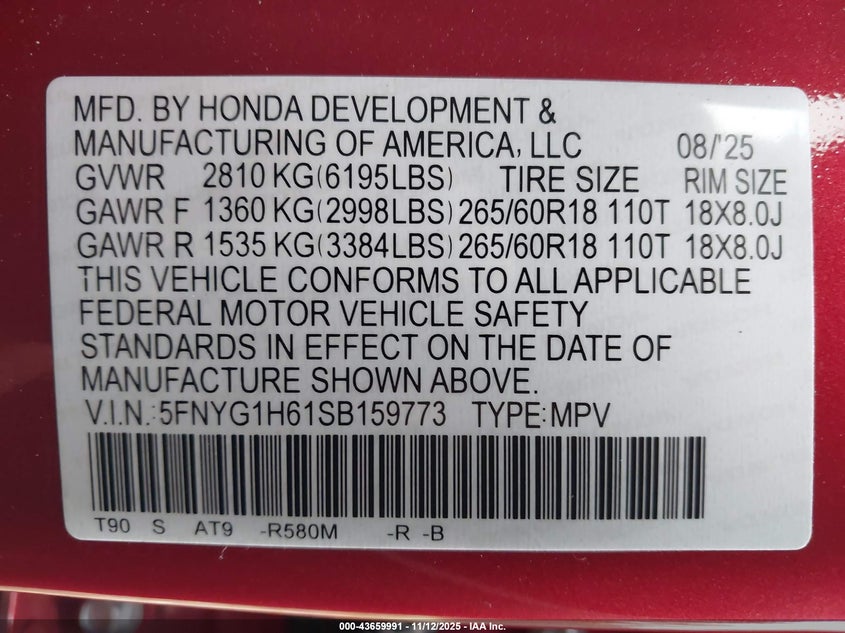 MFD. BY HONDA DEVELOPMENT &
MANUFACTURING OF AMERICA, LLC 08/'25
GVWR 2810 KG(6195LBS) TIRE SIZE RIM SIZE
GAWR F 1360 KG(2998LBS) 265/60R18 110T 18X8.0J
GAWR R 1535 KG(3384LBS) 265/60R18 110T 18X8.0J
THIS VEHICLE CONFORMS TO ALL APPLICABLE
FEDERAL MOTOR VEHICLE SAFETY
STANDARDS IN EFFECT ON THE DATE OF
MANUFACTURE SHOWN ABOVE.
V.I.N.:5FNYG1H61SB159773 TYPE:MPV
T90 S AT9 -R580M -R -B
000-43659991 - 11/12/2025 - IAA Inc.